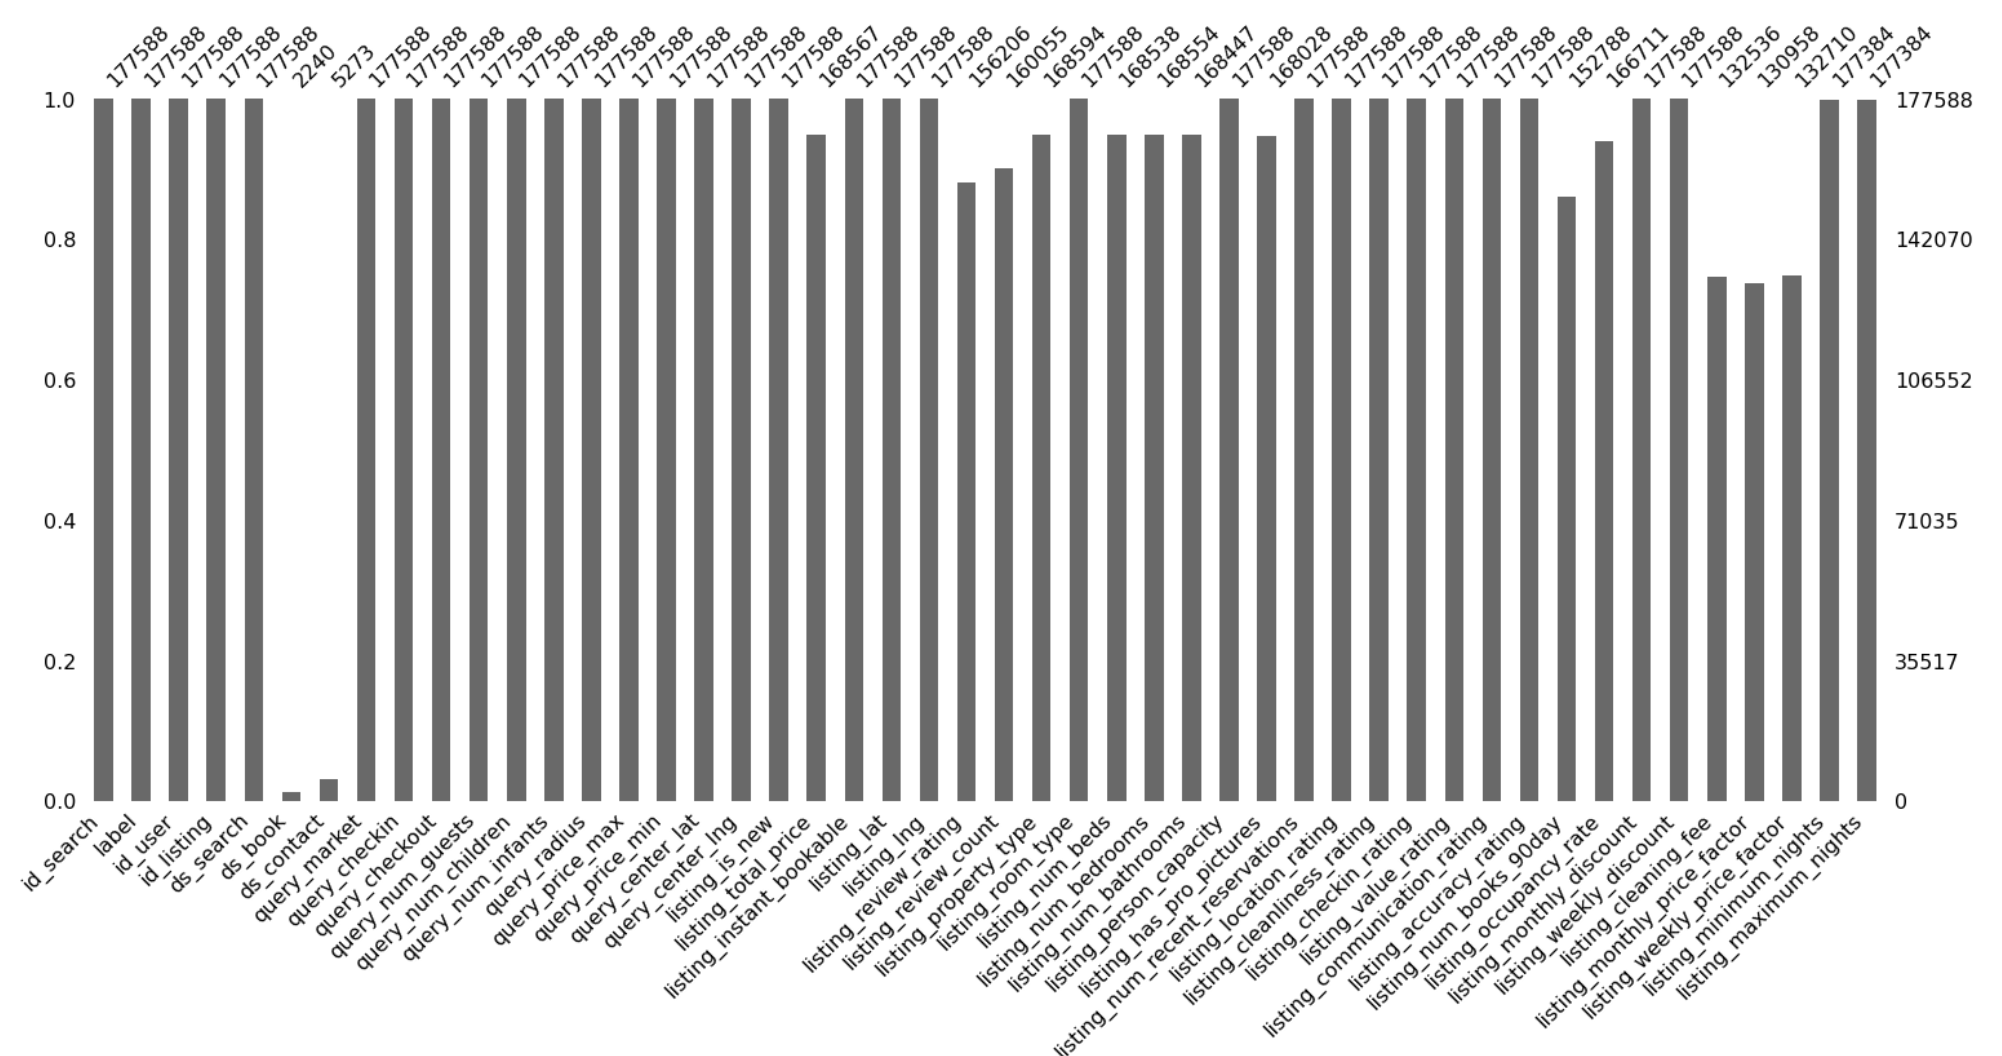 177588
177588
177588
177588
177588
2240
5273
177588
177588
177588
177588
177588
177588
177588
177588
177588
177588
177588
177588
168567
177588
177588
177588
156206
160055
168594
177588
168538
168554
168447
177588
168028
177588
177588
177588
177588
177588
177588
177588
152788
166711
177588
177588
132536
130958
132710
177384
177384
1.0
0.8
0.6
0.4
0.2
0.0
177588
142070
106552
71035
35517
0
id_search
label
id_user
id_listing
ds_search
ds_book
ds_contact
query_market
query_checkin
query_checkout
query_num_guests
query_num_children
query_num_infants
query_radius
query_price_max
query_price_min
query_center_lat
query_center_lng
listing_is_new
listing_total_price
listing_instant_bookable
listing_lat
listing_lng
listing_review_rating
listing_review_count
listing_property_type
listing_room_type
listing_num_beds
listing_num_bedrooms
listing_num_bathrooms
listing_person_capacity
listing_has_pro_pictures
listing_num_recent_reservations
listing_location_rating
listing_cleanliness_rating
listing_checkin_rating
listing_value_rating
listing_communication_rating
listing_accuracy_rating
listing_num_books_90day
listing_occupancy_rate
listing_monthly_discount
listing_weekly_discount
listing_cleaning_fee
listing_monthly_price_factor
listing_weekly_price_factor
listing_minimum_nights
listing_maximum_nights